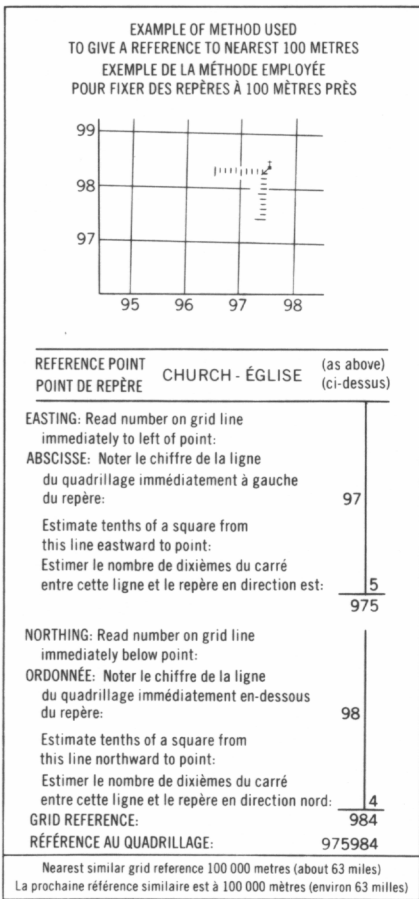 EXAMPLE OF METHOD USED
TO GIVE A REFERENCE TO NEAREST 100 METRES
EXEMPLE DE LA MÉTHODE EMPLOYÉE
POUR FIXER DES REPÈRES À 100 MÈTRES PRÈS
99
98
97
95 96 97 98
REFERENCE POINT
POINT DE REPÈRE
CHURCH - ÉGLISE
(as above)
(ci-dessus)
EASTING: Read number on grid line
immediately to left of point:
ABSCISSE: Noter le chiffre de la ligne
du quadrillage immédiatement à gauche
du repère: 97
Estimate tenths of a square from
this line eastward to point:
Estimer le nombre de dixièmes du carré
entre cette ligne et le repère en direction est: 5
975
NORTHING: Read number on grid line
immediately below point:
ORDONNÉE: Noter le chiffre de la ligne
du quadrillage immédiatement en-dessous
du repère: 98
Estimate tenths of a square from
this line northward to point:
Estimer le nombre de dixièmes du carré
entre cette ligne et le repère en direction nord: 4
GRID REFERENCE: 984
RÉFÉRENCE AU QUADRILLAGE: 975984
Nearest similar grid reference 100 000 metres (about 63 miles)
La prochaine référence similaire est à 100 000 mètres (environ 63 milles)